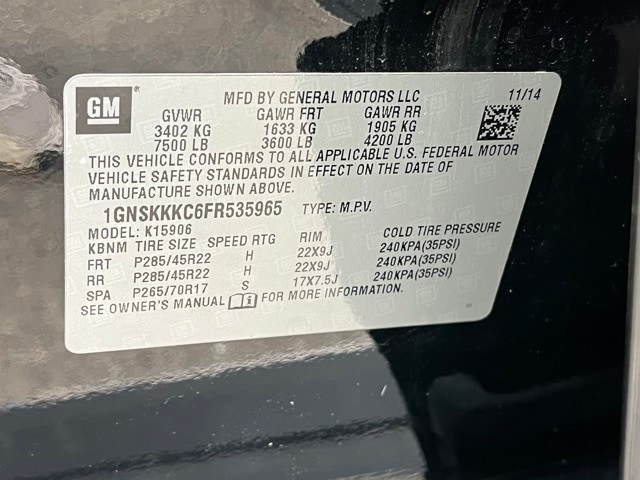 GM
MFD BY GENERAL MOTORS LLC 11/14
GVWR GAWR FRT GAWR RR
3402 KG 1633 KG 1905 KG
7500 LB 3600 LB 4200 LB
THIS VEHICLE CONFORMS TO ALL APPLICABLE U.S. FEDERAL MOTOR
VEHICLE SAFETY STANDARDS IN EFFECT ON THE DATE OF
MANUFACTURE SHOWN ABOVE.
1GNSKKKC6FR535965 TYPE: M.P.V.
MODEL: K15906
KBNM TIRE SIZE SPEED RTG RIM COLD TIRE PRESSURE
FRT P285/45R22 H 22X9J 240KPA(35PSI)
RR P285/45R22 H 22X9J 240KPA(35PSI)
SPA P265/70R17 S 17X7.5J 240KPA(35PSI)
SEE OWNER'S MANUAL FOR MORE INFORMATION.